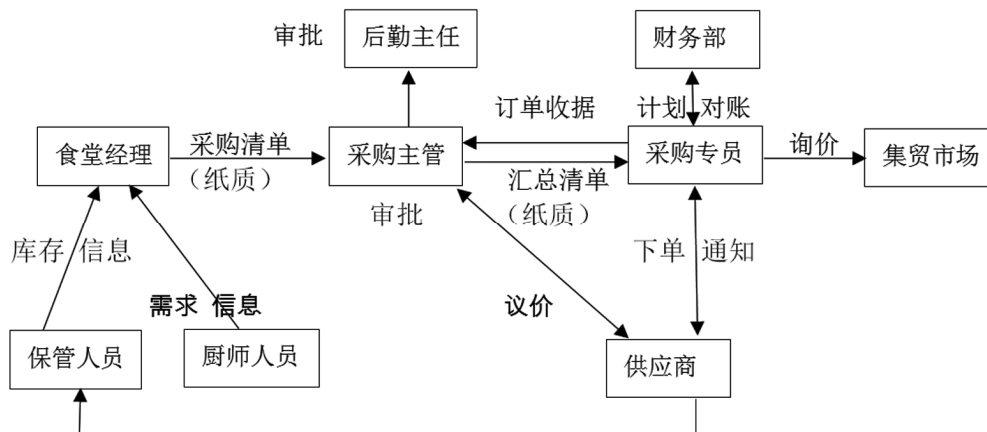 审批
后勤主任
财务部
订单收据
计划 对账
食堂经理
采购清单
（纸质）
采购主管
采购专员
询价
集贸市场
汇总清单
（纸质）
审批
库存 信息
下单 通知
需求 信息
议价
保管人员
厨师人员
供应商